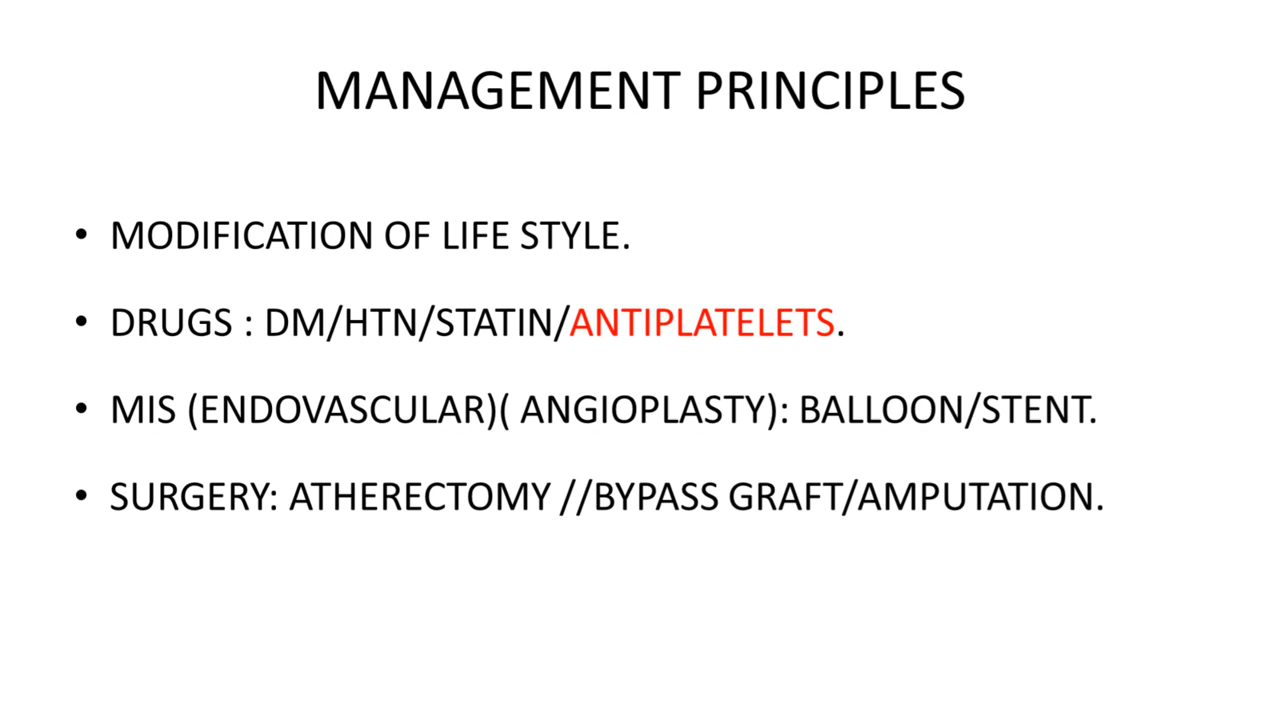 MANAGEMENT PRINCIPLES
• MODIFICATION OF LIFE STYLE.
• DRUGS : DM/HTN/STATIN/ANTIPLATELETS.
• MIS (ENDOVASCULAR)( ANGIOPLASTY): BALLOON/STENT.
• SURGERY: ATHERECTOMY //BYPASS GRAFT/AMPUTATION.